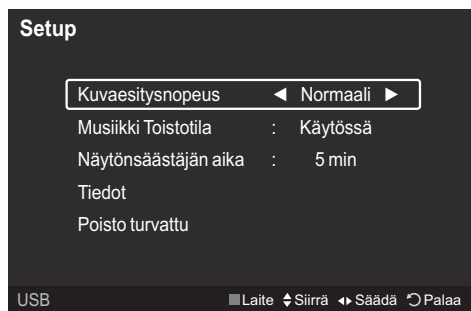 Setup
Kuvaesitysnopeus ◄ Normaali ►
Musiikki Toistotila : Käytössä
Näytönsäästäjän aika : 5 min
Tiedot
Poisto turvattu
USB Laite Siirrä Säädä Palaa